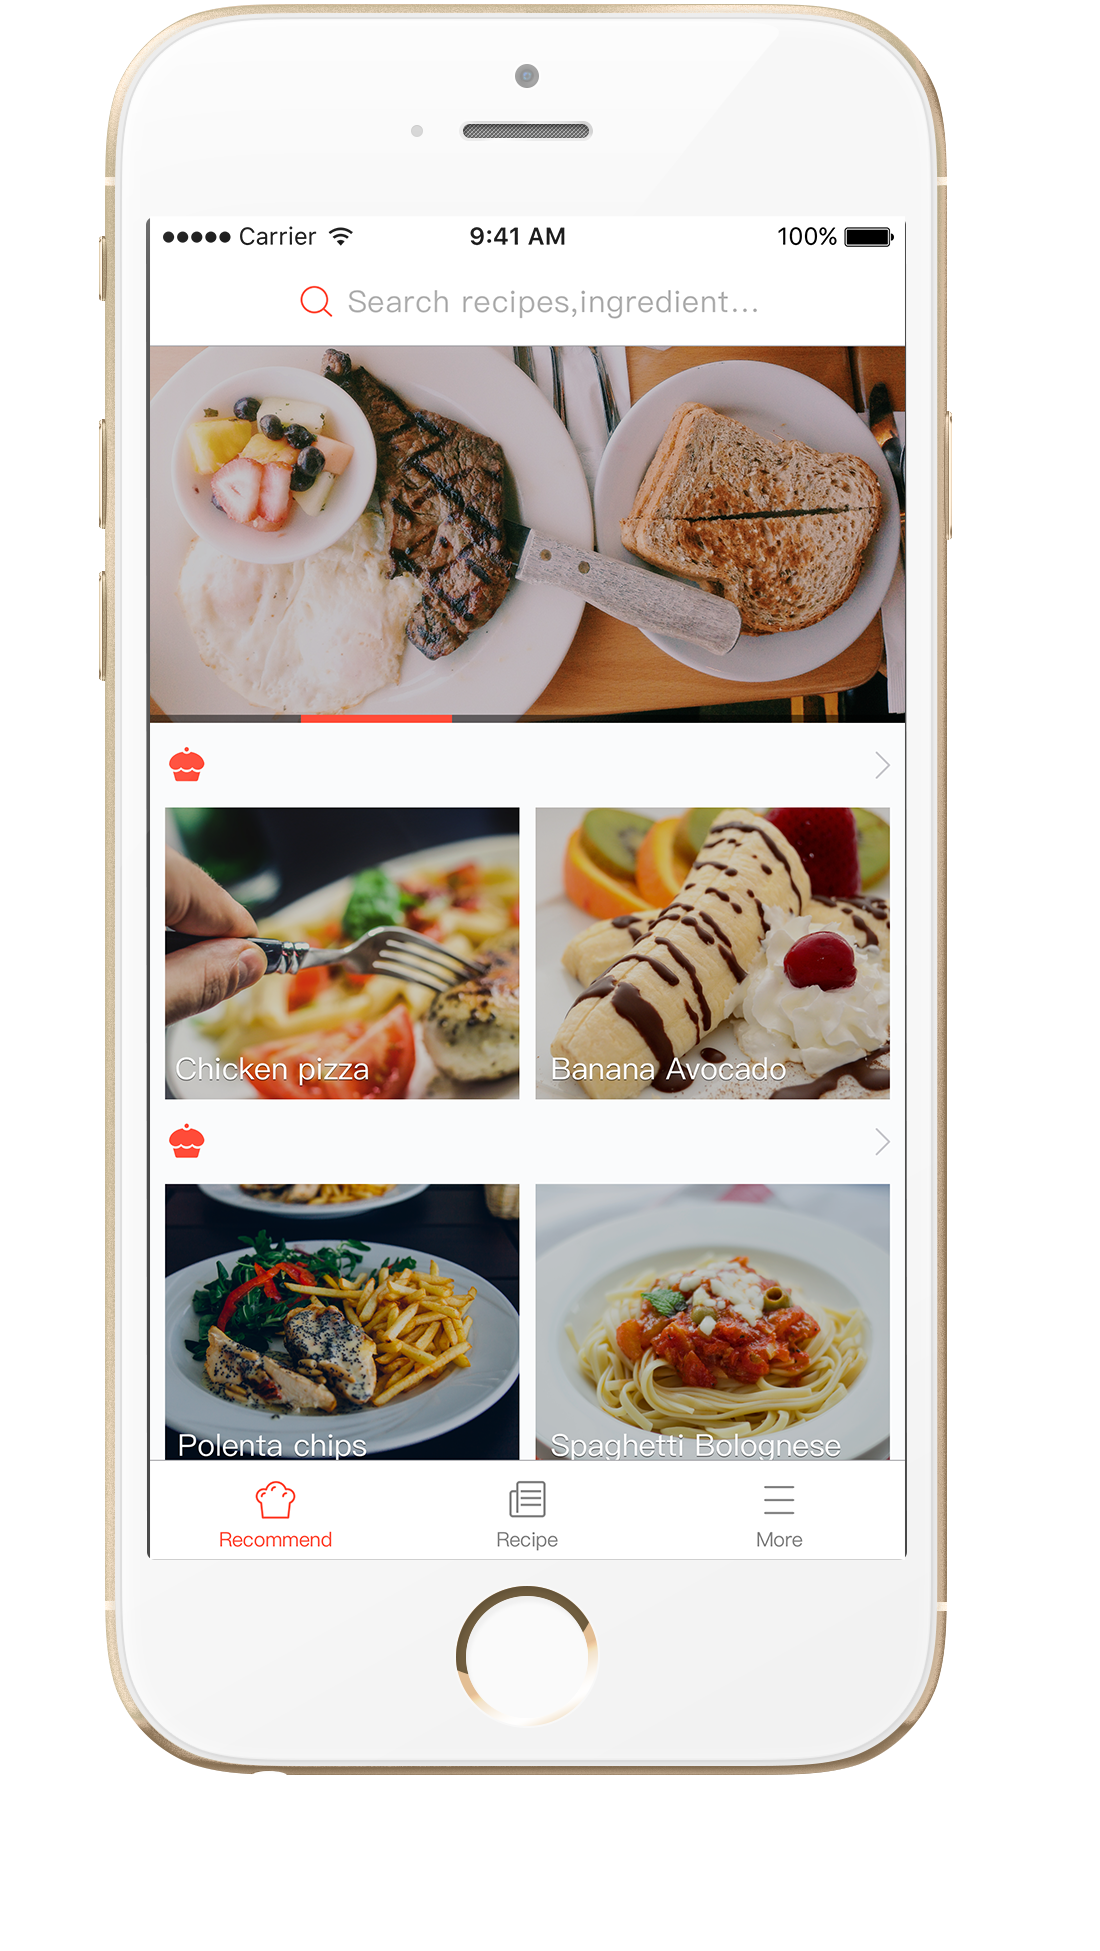 Carrier 9:41 AM 100%
Search recipes,ingredient...
Chicken pizza
Banana Avocado
Polenta chips
Spaghetti Bolognese
Recommend
Recipe
More